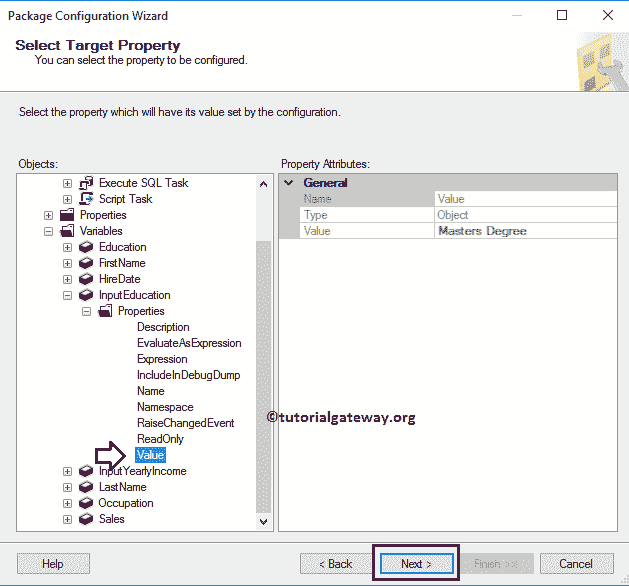 Package Configuration Wizard
Select Target Property
You can select the property to be configured.
Select the property which will have its value set by the configuration.
Objects:
Execute SQL Task
Script Task
Properties
Variables
Education
FirstName
HireDate
InputEducation
Properties
Description
EvaluateAsExpression
Expression
IncludeInDebugDump
Name
Namespace
RaiseChangedEvent
ReadOnly
Value
InputYearlyIncome
LastName
Occupation
Sales
Property Attributes:
General
Name Value
Type Object
Value Masters Degree
©tutorialgateway.org
Help
< Back
Next >
Finish >>|
Cancel